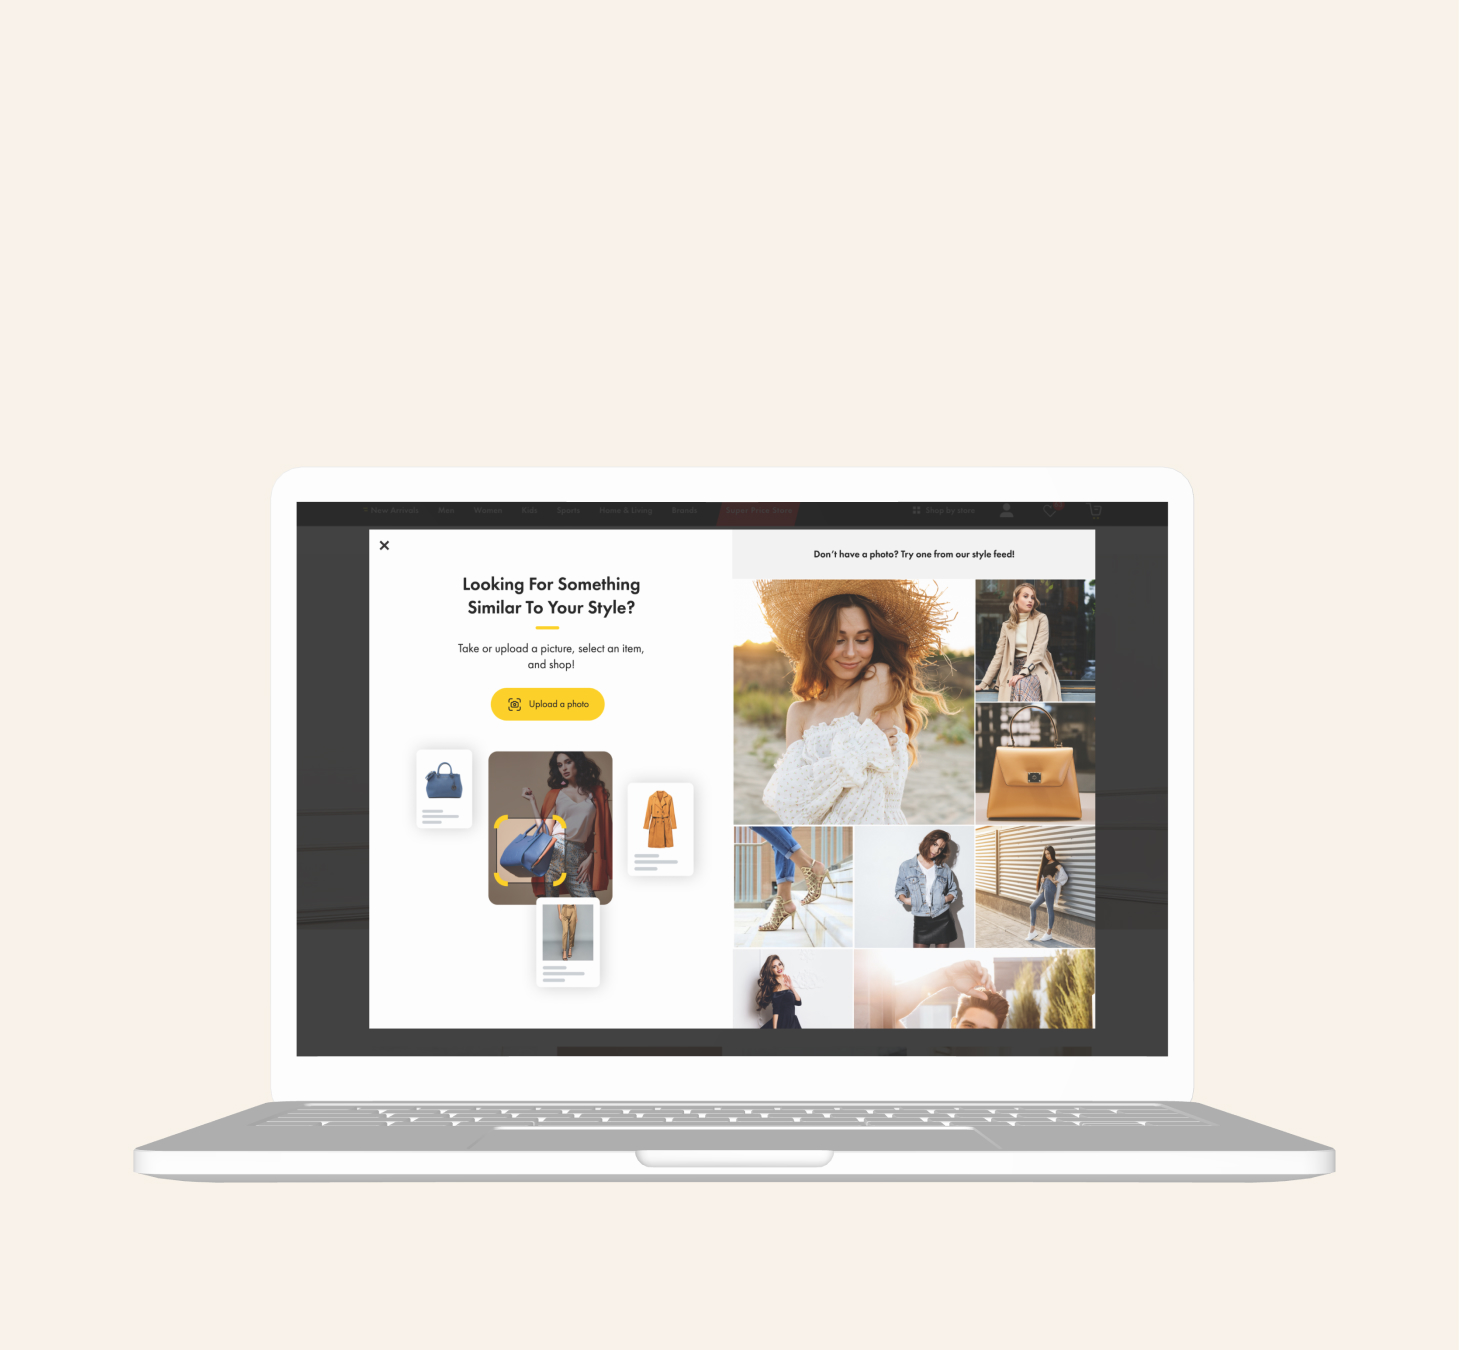 New Arrivals Men Women Kids Sports Home & Living Brands Super Price Store Shop by store
Don't have a photo? Try one from our style feed!
Looking For Something
Similar To Your Style?
Take or upload a picture, select an item,
and shop!
Upload a photo